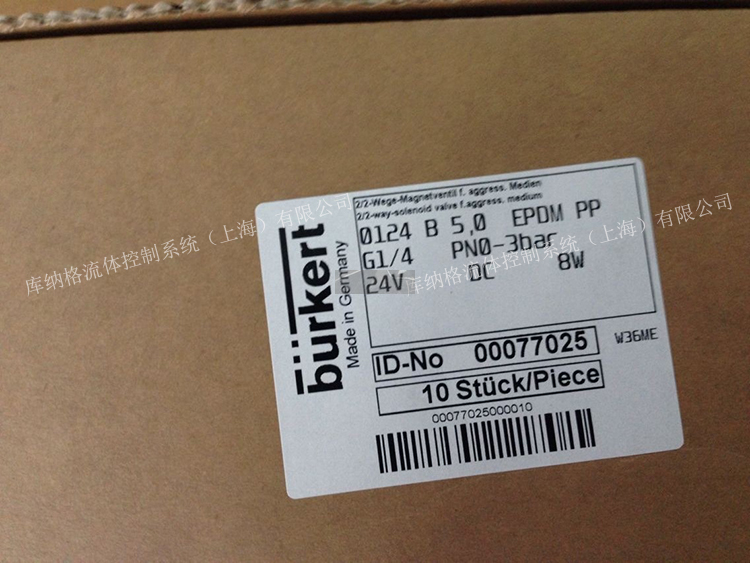 bürkert
Made in Germany
2/2-Wege-Magnetventil f. aggress. Medien
2/2-way-solenoid valve f.aggress. medium
0124 B 5,0 EPDM PP
G1/4 PN0-3bar
24V DC 8W
ID-No 00077025
W36ME
10 Stück/Piece
00077025000010
库纳格流体控制系统（上海）有限公司
库纳格流体控制系统（上海）有限公司